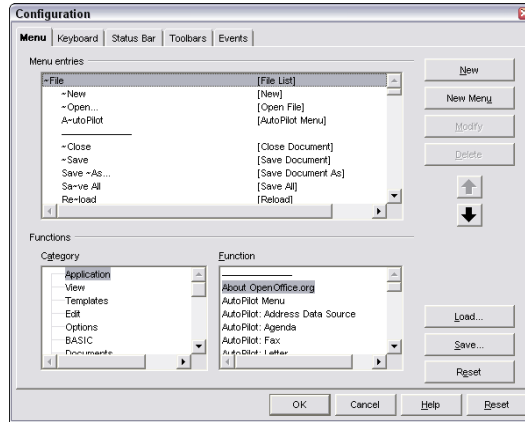 Configuration
Menu Keyboard Status Bar Toolbars Events
Menu entries
~File [File List]
~New [New]
~Open... [Open File]
A~utoPilot [AutoPilot Menu]
~Close [Close Document]
~Save [Save Document]
Save ~As... [Save Document As]
Sa~ve All [Save All]
Re~load [Reload]
New
New Menu
Modify
Delete
Functions
Category
Application
View
Templates
Edit
Options
BASIC
Documents
Function
About OpenOffice.org
AutoPilot Menu
AutoPilot: Address Data Source
AutoPilot: Agenda
AutoPilot: Fax
AutoPilot: Letter
Load...
Save...
Reset
OK Cancel Help Reset